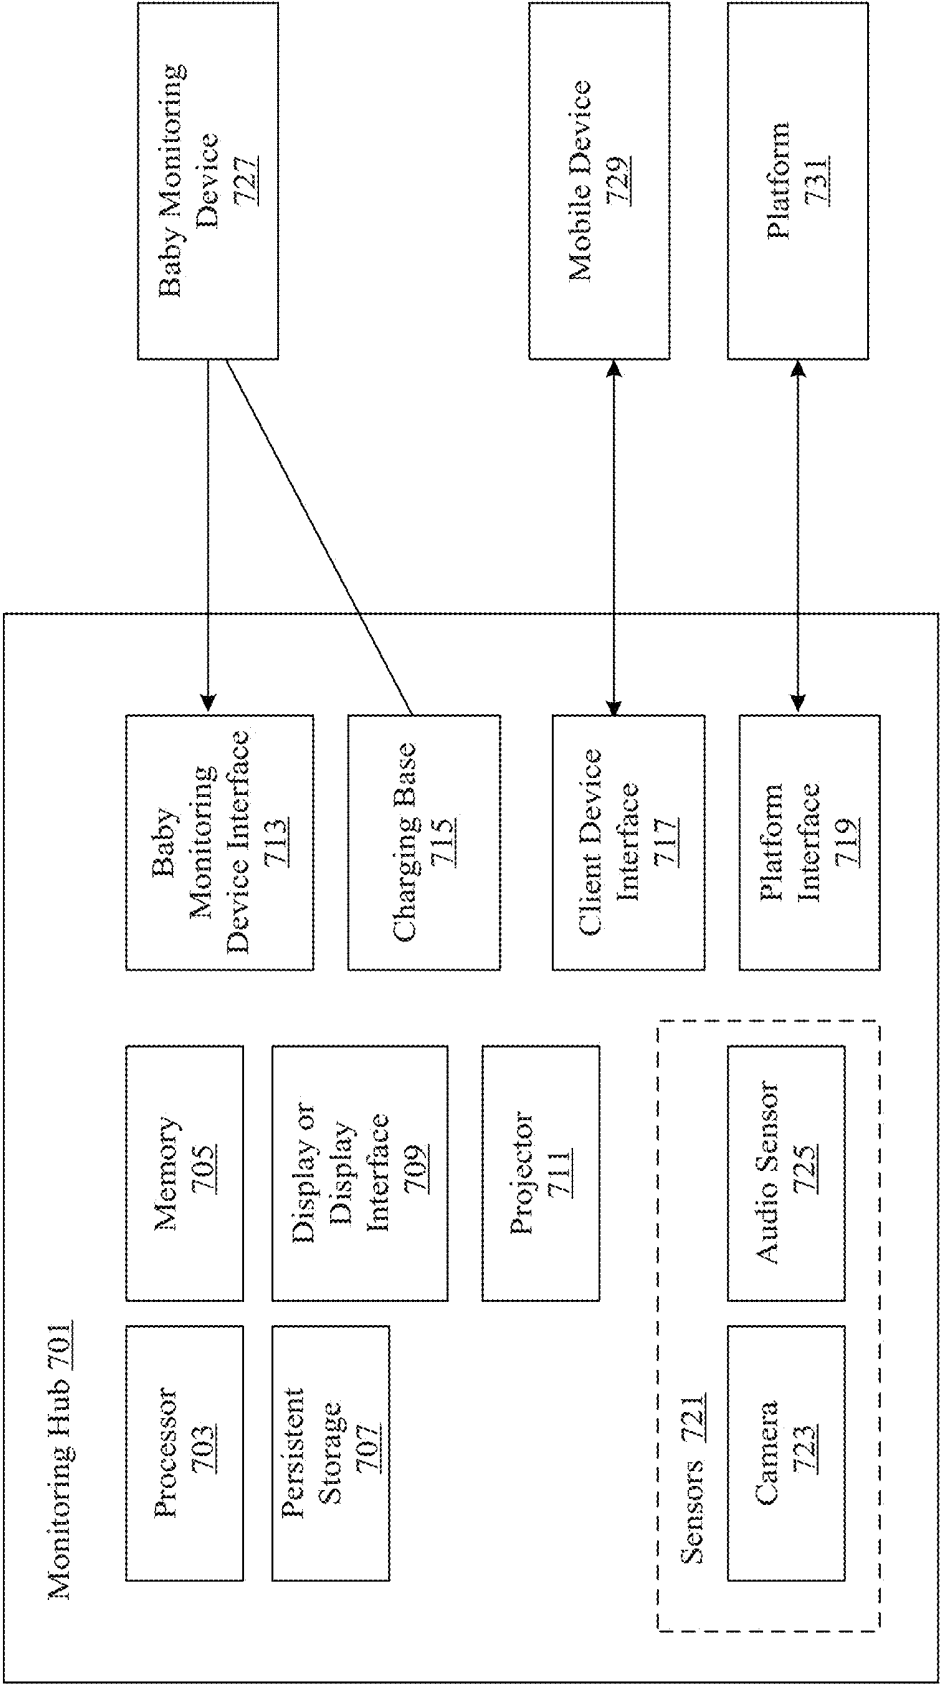 Monitoring Hub 701
Processor
703
Memory
705
Baby
Monitoring
Device Interface
713
Baby Monitoring
Device
727
Persistent
Storage
707
Display or
Display
Interface
709
Charging Base
715
Projector
711
Client Device
Interface
717
Mobile Device
729
Sensors 721
Camera
723
Audio Sensor
725
Platform
Interface
719
Platform
731